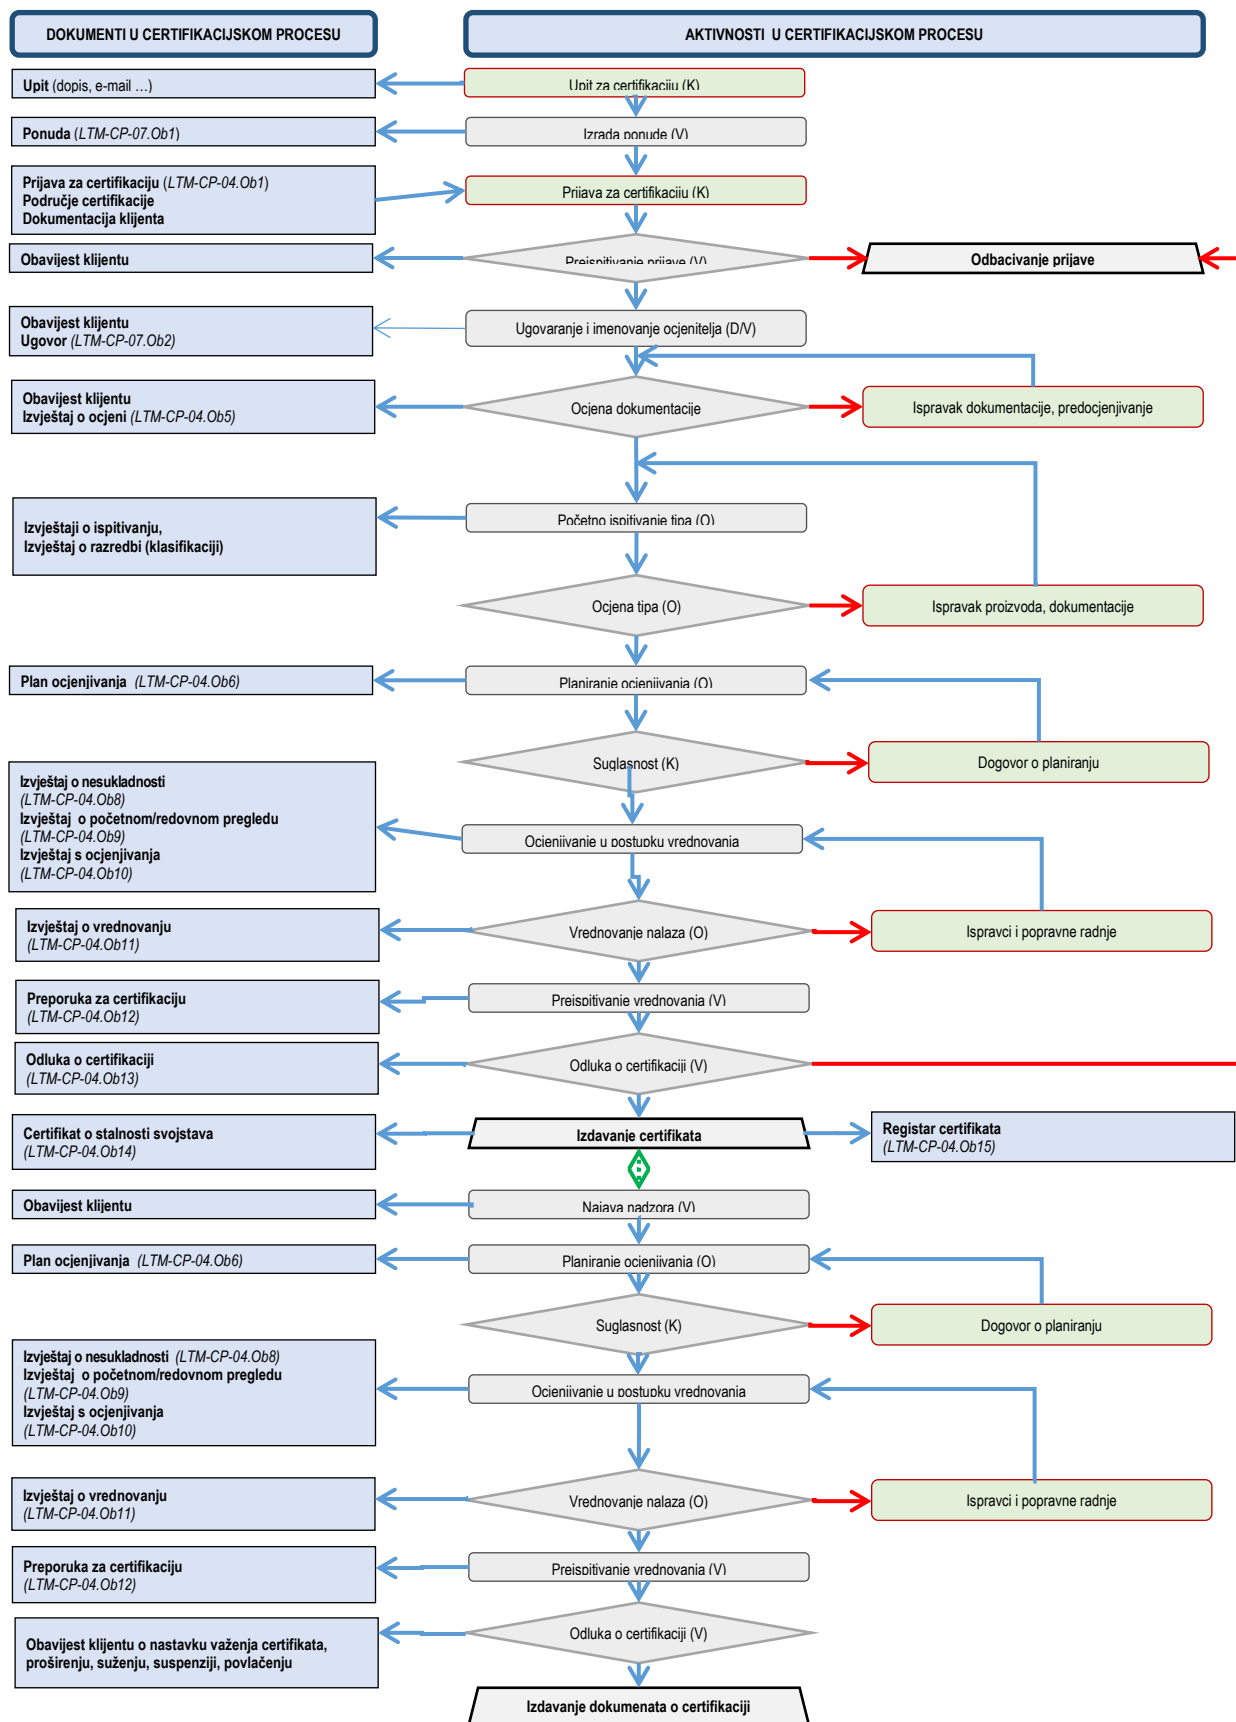 DOKUMENTI U CERTIFIKACIJSKOM PROCESU
AKTIVNOSTI U CERTIFIKACIJSKOM PROCESU
Upit (dopis, e-mail ...)
Upit za certifikaciju (K)
Ponuda (LTM-CP-07.Ob1)
Izrada ponude (V)
Prijava za certifikaciju (LTM-CP-04.Ob1)
Područje certifikacije
Dokumentacija klijenta
Prijava za certifikaciju (K)
Obavijest klijentu
Preispitivanje prijave (V)
Odbacivanje prijave
Obavijest klijentu
Ugovor (LTM-CP-07.Ob2)
Ugovaranje i imenovanje ocjenitelja (D/V)
Obavijest klijentu
Izvještaj o ocjeni (LTM-CP-04.Ob5)
Ocjena dokumentacije
Ispravak dokumentacije, predocjenjivanje
Izvještaji o ispitivanju,
Izvještaj o razredbi (klasifikaciji)
Početno ispitivanje tipa (O)
Ocjena tipa (O)
Ispravak proizvoda, dokumentacije
Plan ocjenjivanja (LTM-CP-04.Ob6)
Planiranje ocjenjivanja (O)
Suglasnost (K)
Dogovor o planiranju
Izvještaj o nesukladnosti
(LTM-CP-04.Ob8)
Izvještaj o početnom/redovnom pregledu
(LTM-CP-04.Ob9)
Izvještaj s ocjenjivanja
(LTM-CP-04.Ob10)
Ocjenjivanje u postupku vrednovanja
Izvještaj o vrednovanju
(LTM-CP-04.Ob11)
Vrednovanje nalaza (O)
Ispravci i popravne radnje
Preporuka za certifikaciju
(LTM-CP-04.Ob12)
Preispitivanje vrednovanja (V)
Odluka o certifikaciji
(LTM-CP-04.Ob13)
Odluka o certifikaciji (V)
Certifikat o stalnosti svojstava
(LTM-CP-04.Ob14)
Izdavanje certifikata
Registar certifikata
(LTM-CP-04.Ob15)
Obavijest klijentu
Najava nadzora (V)
Plan ocjenjivanja (LTM-CP-04.Ob6)
Planiranje ocjenjivanja (O)
Suglasnost (K)
Dogovor o planiranju
Izvještaj o nesukladnosti (LTM-CP-04.Ob8)
Izvještaj o početnom/redovnom pregledu
(LTM-CP-04.Ob9)
Izvještaj s ocjenjivanja
(LTM-CP-04.Ob10)
Ocjenjivanje u postupku vrednovanja
Izvještaj o vrednovanju
(LTM-CP-04.Ob11)
Vrednovanje nalaza (O)
Ispravci i popravne radnje
Preporuka za certifikaciju
(LTM-CP-04.Ob12)
Preispitivanje vrednovanja (V)
Obavijest klijentu o nastavku važenja certifikata,
proširenju, suženju, suspenziji, povlačenju
Odluka o certifikaciji (V)
Izdavanje dokumenata o certifikaciji